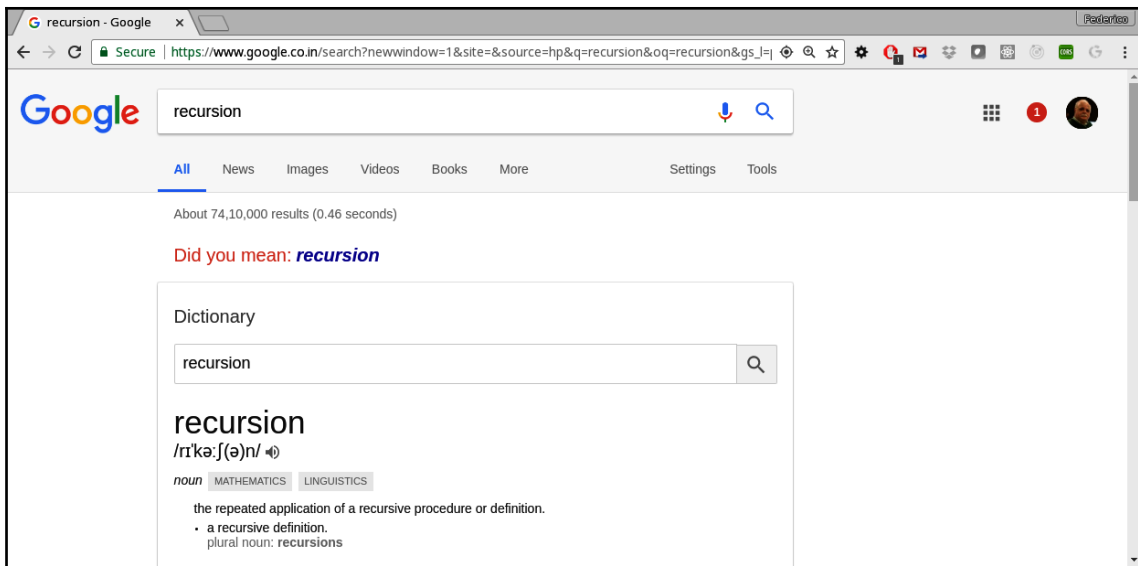 recursion - Google
Federico
Secure https://www.google.co.in/search?newwindow=1&site=&source=hp&q=recursion&oq=recursion&gs_l=
1
CORS
G
Google
recursion
1
All News Images Videos Books More Settings Tools
About 74,10,000 results (0.46 seconds)
Did you mean: recursion
Dictionary
recursion
recursion
/rɪˈkəːʃ(ə)n/
noun MATHEMATICS LINGUISTICS
the repeated application of a recursive procedure or definition.
• a recursive definition.
plural noun: recursions